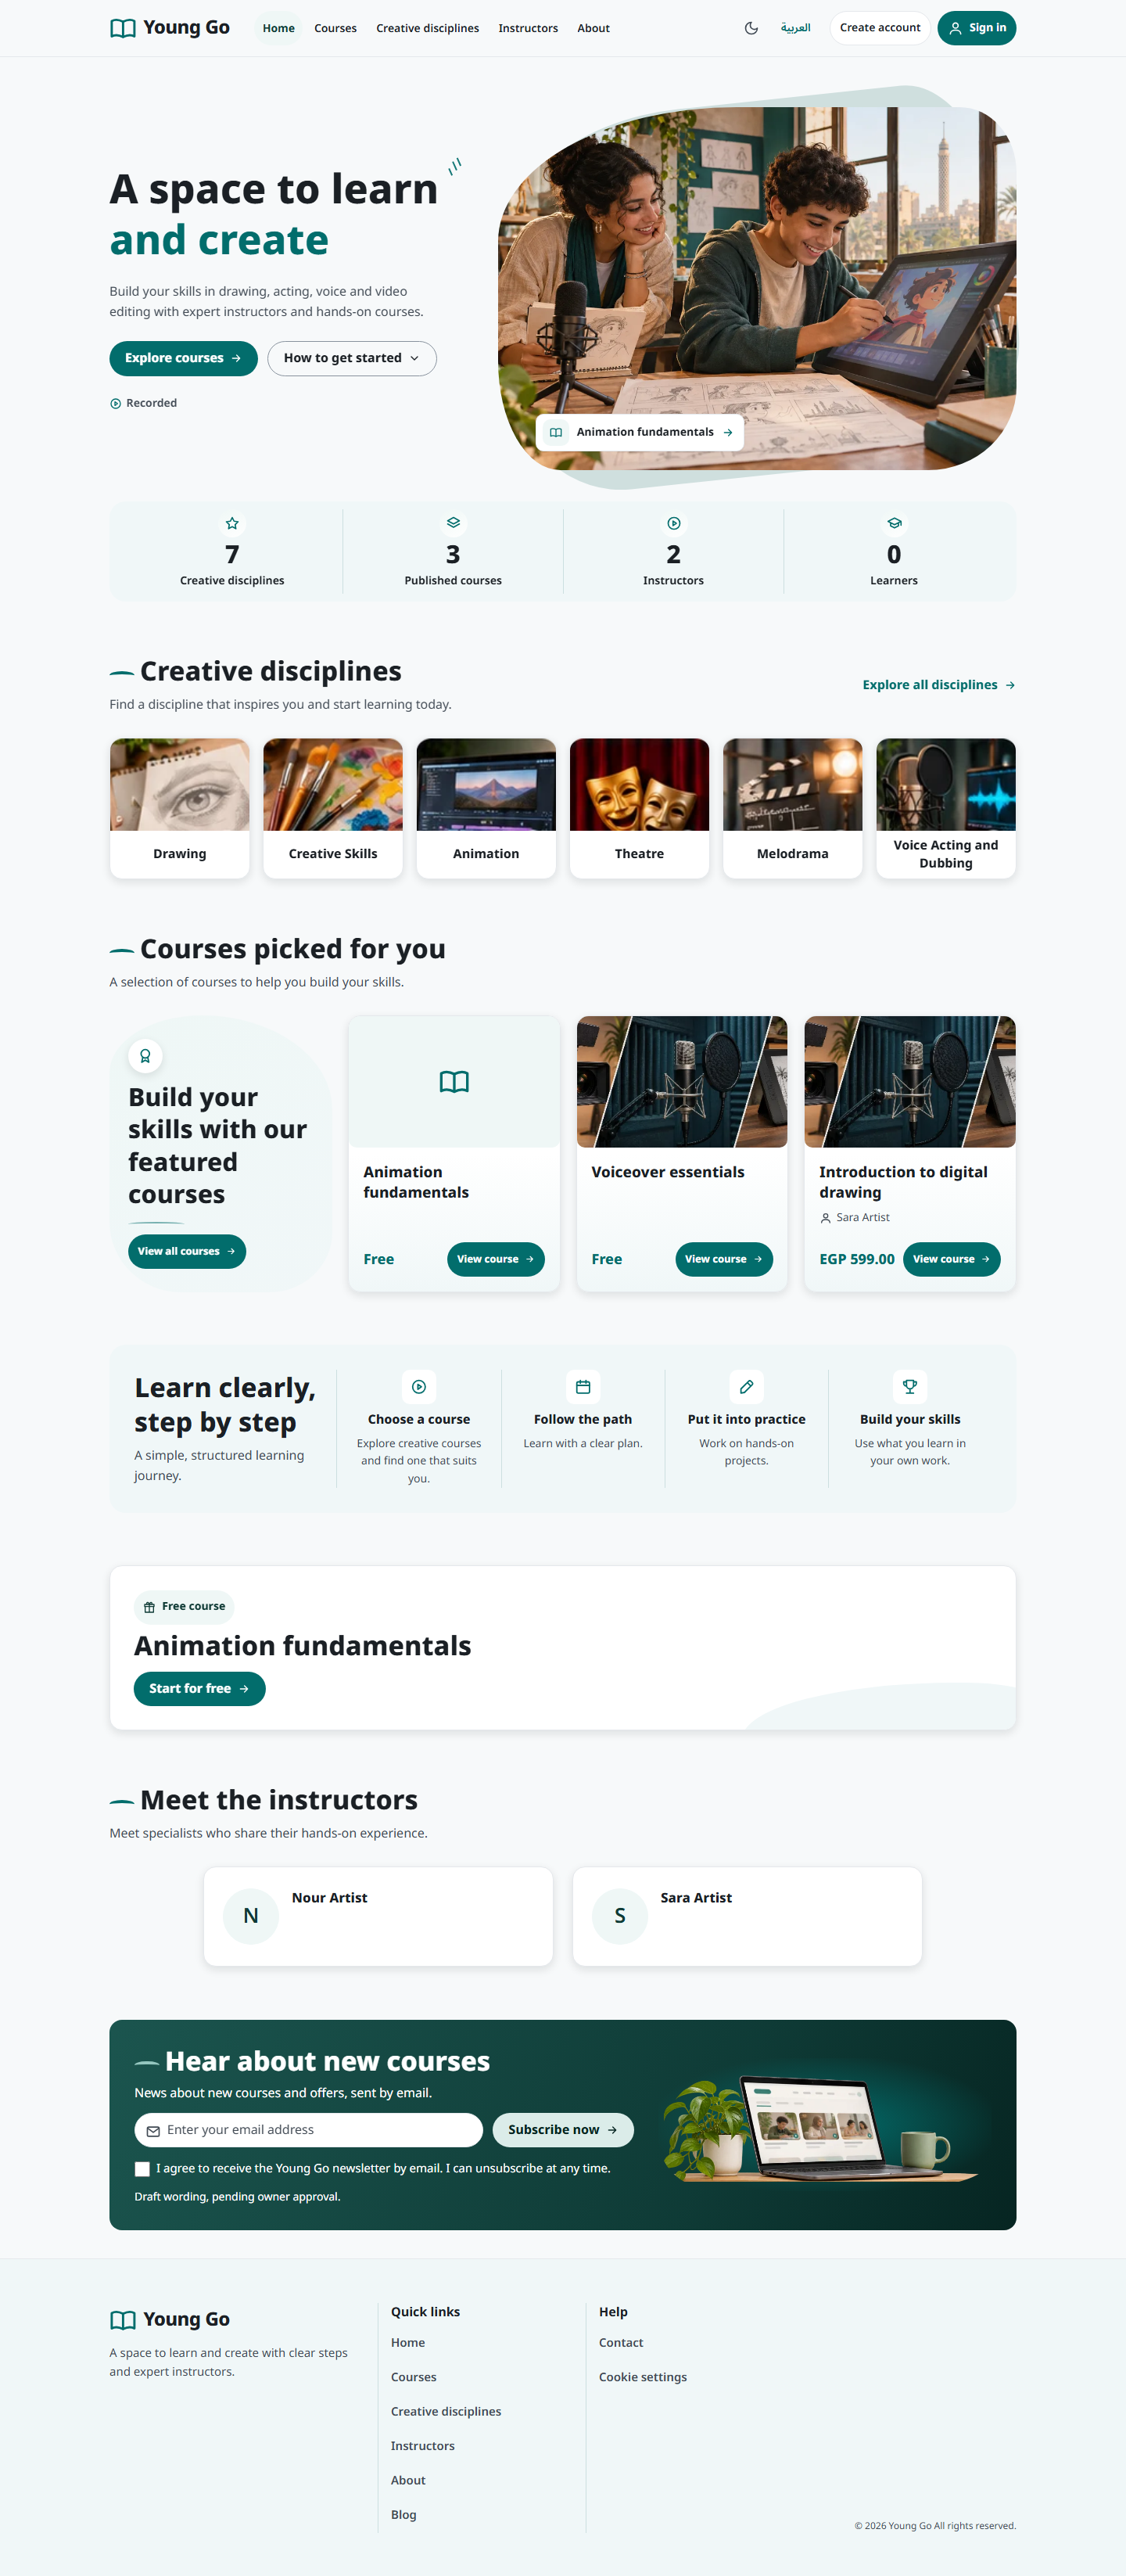 Young Go
Home
Courses
Creative disciplines
Instructors
About
العربية
Create account
Sign in
A space to learn
and create
Build your skills in drawing, acting, voice and video
editing with expert instructors and hands-on courses.
Explore courses
How to get started
Recorded
Animation fundamentals
7
Creative disciplines
3
Published courses
2
Instructors
0
Learners
Creative disciplines
Find a discipline that inspires you and start learning today.
Explore all disciplines
Drawing
Creative Skills
Animation
Theatre
Melodrama
Voice Acting and
Dubbing
Courses picked for you
A selection of courses to help you build your skills.
Build your
skills with our
featured
courses
View all courses
Animation
fundamentals
Free
View course
Voiceover essentials
Free
View course
Introduction to digital
drawing
Sara Artist
EGP 599.00
View course
Learn clearly,
step by step
A simple, structured learning
journey.
Choose a course
Explore creative courses
and find one that suits
you.
Follow the path
Learn with a clear plan.
Put it into practice
Work on hands-on
projects.
Build your skills
Use what you learn in
your own work.
Free course
Animation fundamentals
Start for free
Meet the instructors
Meet specialists who share their hands-on experience.
N
Nour Artist
S
Sara Artist
Hear about new courses
News about new courses and offers, sent by email.
Enter your email address
Subscribe now
I agree to receive the Young Go newsletter by email. I can unsubscribe at any time.
Draft wording, pending owner approval.
Young Go
A space to learn and create with clear steps
and expert instructors.
Quick links
Home
Courses
Creative disciplines
Instructors
About
Blog
Help
Contact
Cookie settings
© 2026 Young Go All rights reserved.